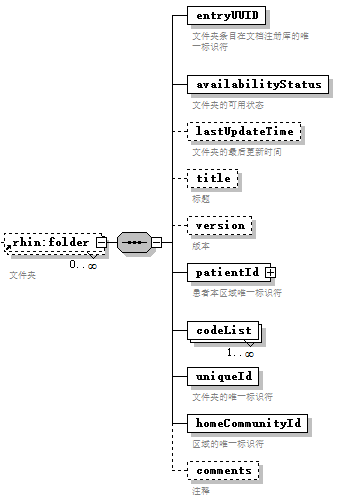 entryUUID
文件夹条目在文档注册库的唯
一标识符
availabilityStatus
文件夹的可用状态
lastUpdateTime
文件夹的最后更新时间
title
标题
version
版本
rhin:folder
0..∞
文件夹
patientId
患者本区域唯一标识符
codeList
1..∞
uniqueId
文件夹的唯一标识符
homeCommunityId
区域的唯一标识符
comments
注释